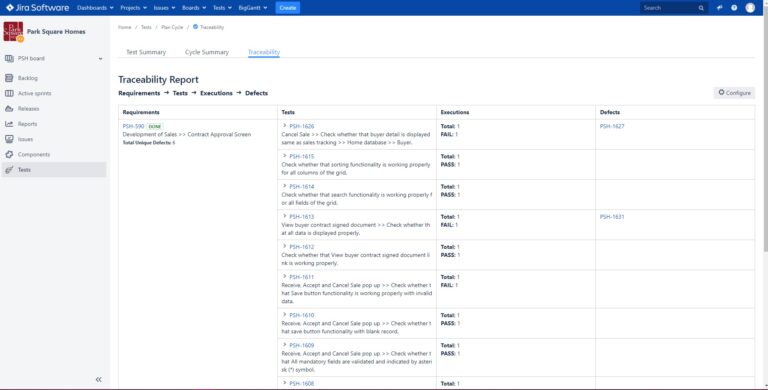 Jira Software Dashboards Projects Issues Boards Tests BigGantt Create Search
Park Square Homes
PSH board
Backlog
Active sprints
Releases
Reports
Issues
Components
Tests
Home / Tests / Plan Cycle / Traceability
Test Summary Cycle Summary Traceability
Traceability Report
Requirements → Tests → Executions → Defects
Configure
Requirements Tests Executions Defects
PSH-590 DONE
Development of Sales >> Contract Approval Screen
Total Unique Defects: 6
> PSH-1626
Cancel Sale >> Check whether that buyer detail is displayed
same as sales tracking >> Home database >> Buyer.
Total: 1
FAIL: 1
PSH-1627
> PSH-1615
Check whether that sorting functionality is working properly
for all columns of the grid.
Total: 1
PASS: 1
> PSH-1614
Check whether that search functionality is working properly f
or all fields of the grid.
Total: 1
PASS: 1
> PSH-1613
View buyer contract signed document >> Check whether th
at all data is displayed properly.
Total: 1
FAIL: 1
PSH-1631
> PSH-1612
Check whether that View buyer contract signed document li
nk is working properly.
Total: 1
PASS: 1
> PSH-1611
Receive, Accept and Cancel Sale pop up >> Check whether t
hat Save button functionality is working properly with invalid
data.
Total: 1
FAIL: 1
> PSH-1610
Receive, Accept and Cancel Sale pop up >> Check whether t
hat save button functionality with blank record.
Total: 1
PASS: 1
> PSH-1609
Receive, Accept and Cancel Sale pop up >> Check whether t
hat All mandatory fields are validated and indicated by asteri
sk (*) symbol.
Total: 1
PASS: 1
> PSH-1608
Total: 1